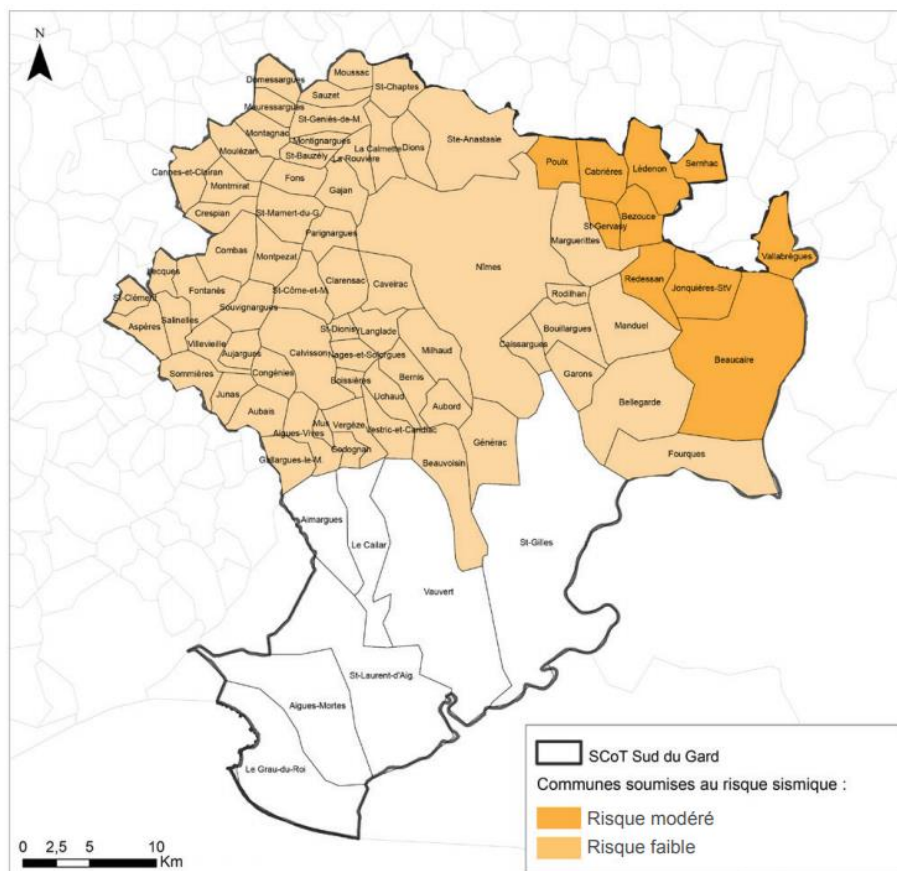 N
Moussac
Domessargues
Sauzet
St-Chaptes
Mauressargues
St-Geniés-de-M.
Montagnac
Montignargues
Ste-Anastasie
Moulézan
La Calmette
Dions
St-Bauzély
La Rouvière
Poulx
Cabrières
Lédenon
Sernhac
Cannes-et-Clairan
Fons
Montmirat
Gajan
Crespian
St-Mamert-du-G.
Bezouce
St-Gervasy
Parignargues
Marguerittes
Combas
Montpezat
Vallabrègues
Nîmes
Lecques
Clarensac
Caveirac
Redessan
Jonquières-StV
Fontanès
St-Côme-et-M.
St-Clément
Rodilhan
Salinelles
Souvignargues
Aspères
St-Dionisy
Langlade
Bouillargues
Manduel
Villevieille
Milhaud
Caissargues
Aujargues
Calvisson
Nages-et-Solorgues
Beaucaire
Sommières
Congénies
Bernis
Garons
Boissières
Junas
Uchaud
Bellegarde
Aubais
Aubord
Mus
Vergèze
Vestric-et-Candiac
Aigues-Vives
Générac
Codognan
Fourques
Gallargues-le-M.
Beauvoisin
Aimargues
Le Cailar
St-Gilles
Vauvert
St-Laurent-d'Aig.
Aigues-Mortes
Le Grau-du-Roi
SCoT Sud du Gard
Communes soumises au risque sismique :
Risque modéré
Risque faible
0 2,5 5 10
Km